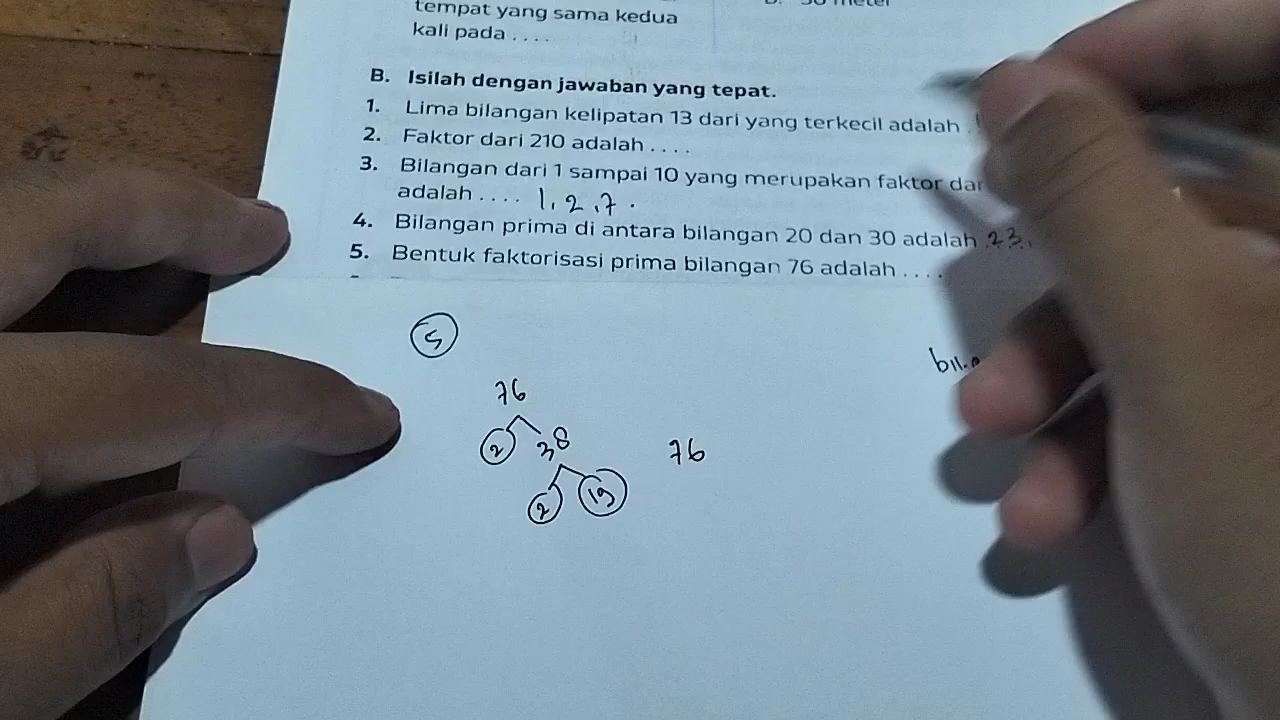 tempat yang sama kedua
kali pada . . . .
B. Isilah dengan jawaban yang tepat.
1. Lima bilangan kelipatan 13 dari yang terkecil adalah .
2. Faktor dari 210 adalah . . . .
3. Bilangan dari 1 sampai 10 yang merupakan faktor dar
adalah . . . . 1, 2, 7.
4. Bilangan prima di antara bilangan 20 dan 30 adalah 23,
5. Bentuk faktorisasi prima bilangan 76 adalah . . . .
5
76
2 38 76
2 19